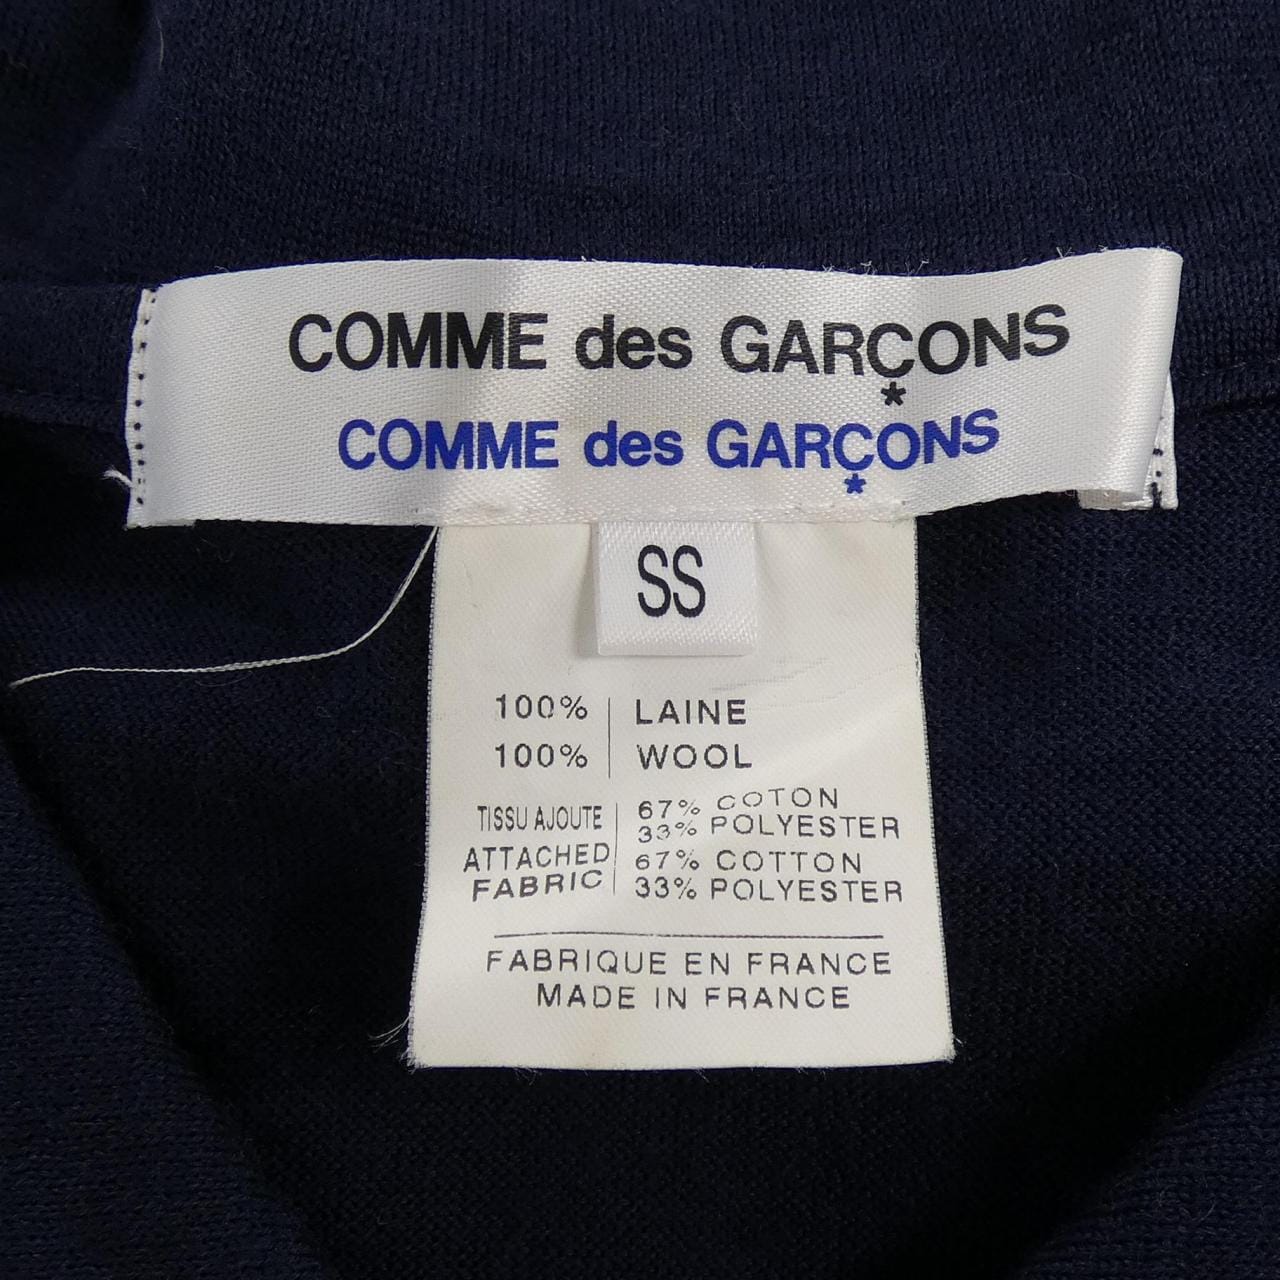 COMME des GARÇONS
COMME des GARÇONS
SS
100% LAINE
100% WOOL
TISSU AJOUTE 67% COTON
33% POLYESTER
ATTACHED FABRIC 67% COTTON
33% POLYESTER
FABRIQUE EN FRANCE
MADE IN FRANCE